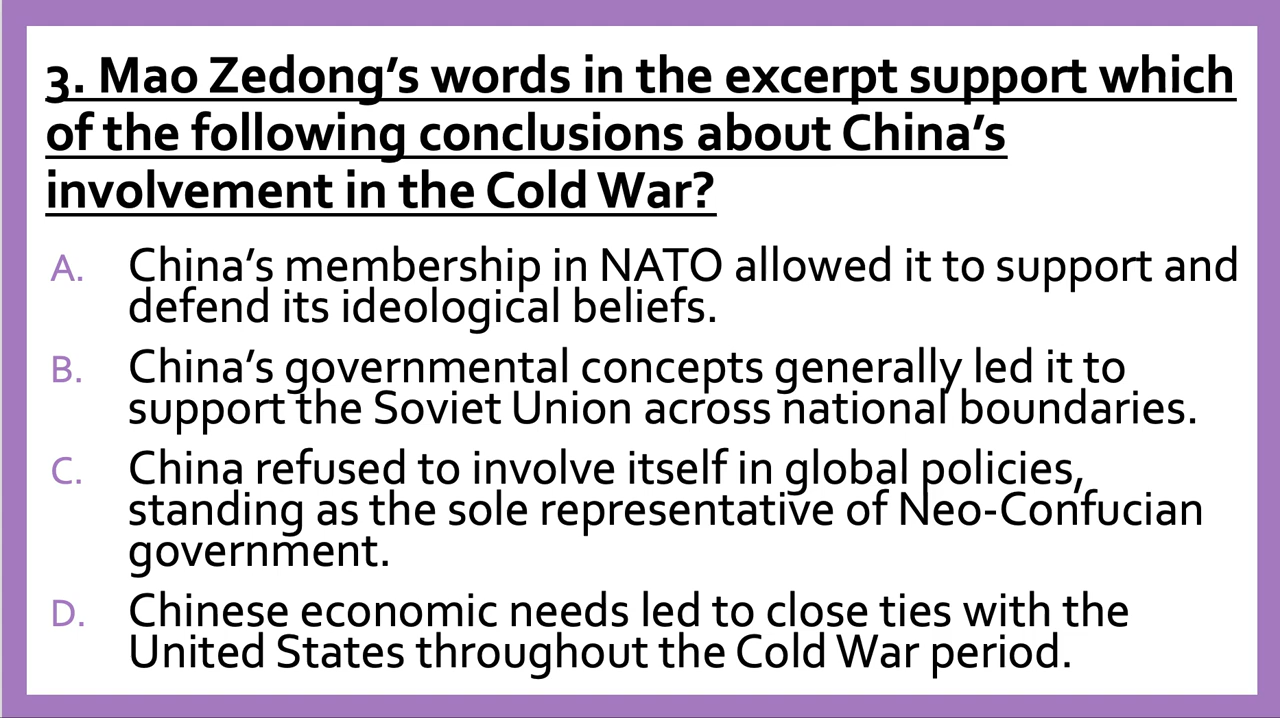 3. Mao Zedong’s words in the excerpt support which
of the following conclusions about China’s
involvement in the Cold War?
A. China’s membership in NATO allowed it to support and
defend its ideological beliefs.
B. China’s governmental concepts generally led it to
support the Soviet Union across national boundaries.
C. China refused to involve itself in global policies,
standing as the sole representative of Neo-Confucian
government.
D. Chinese economic needs led to close ties with the
United States throughout the Cold War period.